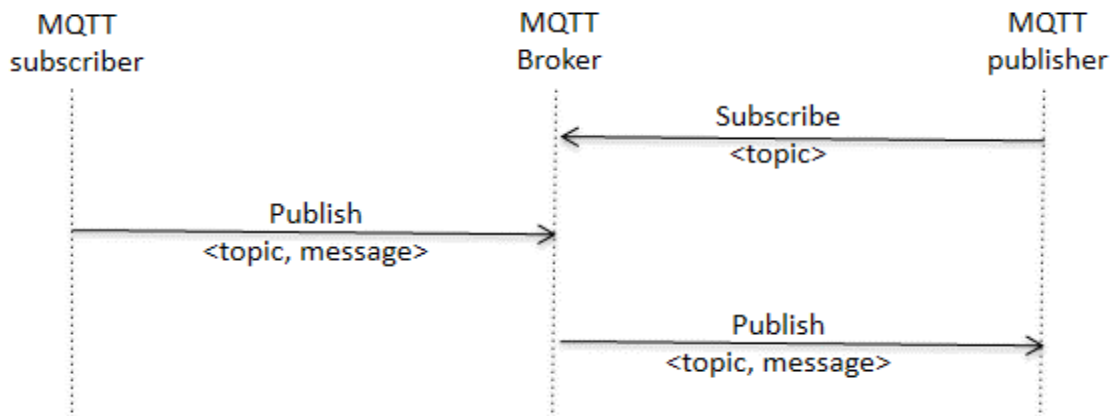 MQTT
subscriber
MQTT
Broker
MQTT
publisher
Subscribe
<topic>
Publish
<topic, message>
Publish
<topic, message>